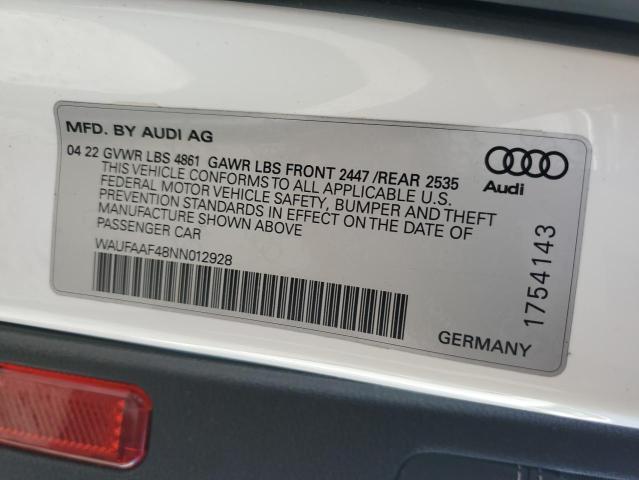 MFD. BY AUDI AG
04 22 GVWR LBS 4861 GAWR LBS FRONT 2447 /REAR 2535
THIS VEHICLE CONFORMS TO ALL APPLICABLE U.S.
FEDERAL MOTOR VEHICLE SAFETY, BUMPER AND THEFT
PREVENTION STANDARDS IN EFFECT ON THE DATE OF
MANUFACTURE SHOWN ABOVE
PASSENGER CAR
WAUFAAF48NN012928
Audi
1754143
GERMANY